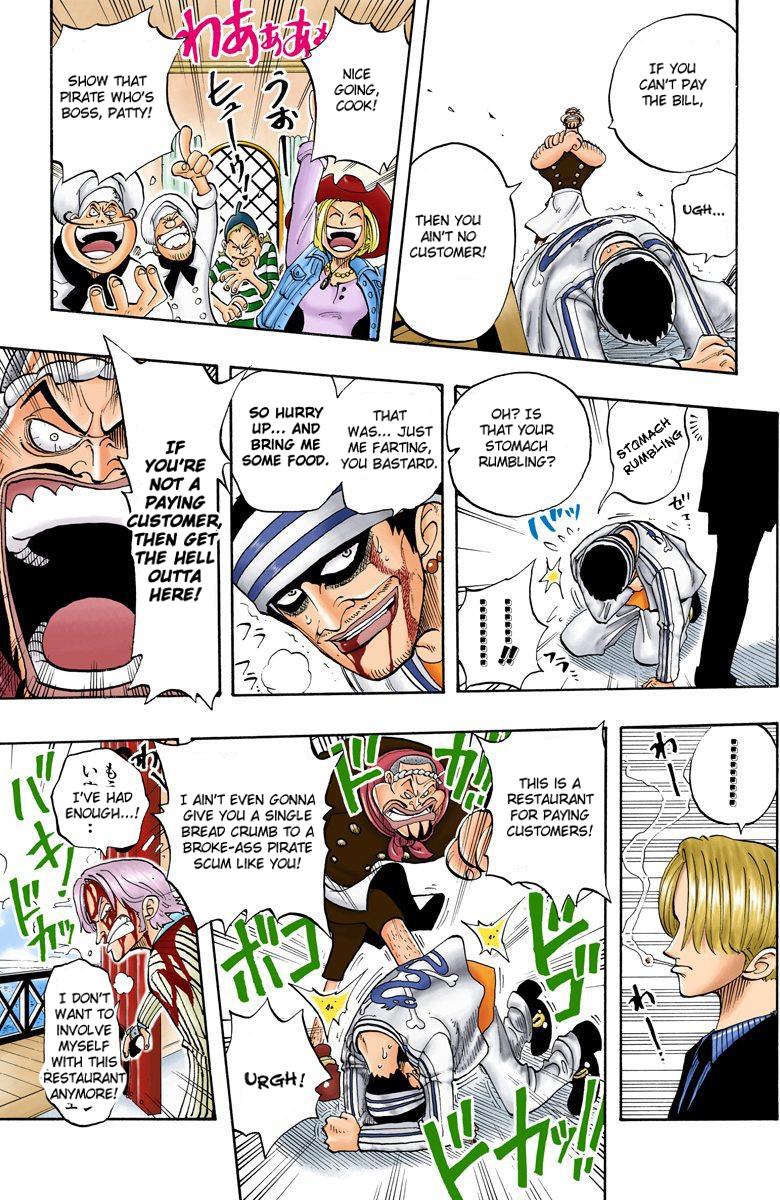 IF YOU
CAN'T PAY
THE BILL,
UGH...
THEN YOU
AIN'T NO
CUSTOMER!
わあぁあぁ
NICE
GOING,
COOK!
うおー
ヒューゥー!
SHOW THAT
PIRATE WHO'S
BOSS, PATTY!
STOMACH
RUMBLING
OH? IS
THAT YOUR
STOMACH
RUMBLING?
バッ
!!
THAT
WAS... JUST
ME FARTING,
YOU BASTARD.
SO HURRY
UP... AND
BRING ME
SOME FOOD.
IF
YOU'RE
NOT A
PAYING
CUSTOMER,
THEN GET
THE HELL
OUTTA
HERE!
わー
わー
ドカッ
THIS IS A
RESTAURANT
FOR PAYING
CUSTOMERS!
I AIN'T EVEN GONNA
GIVE YOU A SINGLE
BREAD CRUMB TO A
BROKE-ASS PIRATE
SCUM LIKE YOU!
ボコ
ドゴ
ドカッ
URGH!
バキ!
ドカッ
I'VE HAD
ENOUGH...!
I DON'T
WANT TO
INVOLVE
MYSELF
WITH THIS
RESTAURANT
ANYMORE!